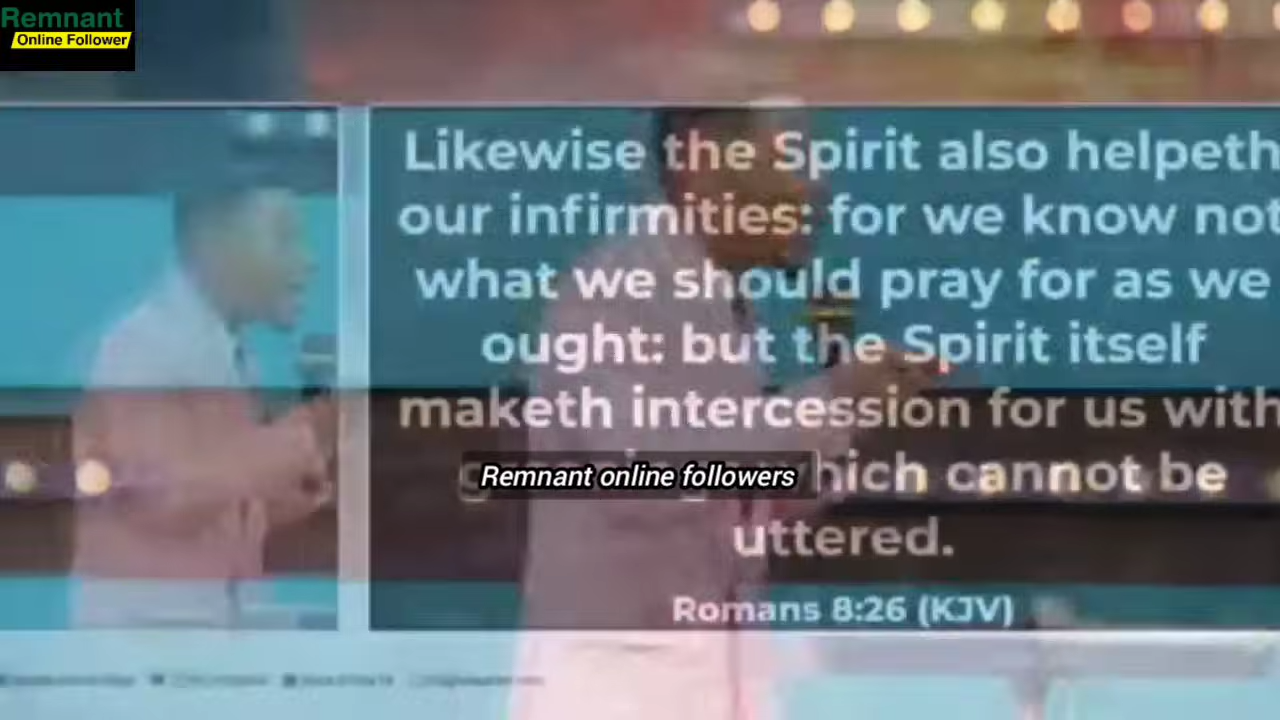 Remnant
Online Follower
Likewise the Spirit also helpeth
our infirmities: for we know not
what we should pray for as we
ought: but the Spirit itself
maketh intercession for us with
which cannot be
Remnant online followers
uttered.
Romans 8:26 (KJV)